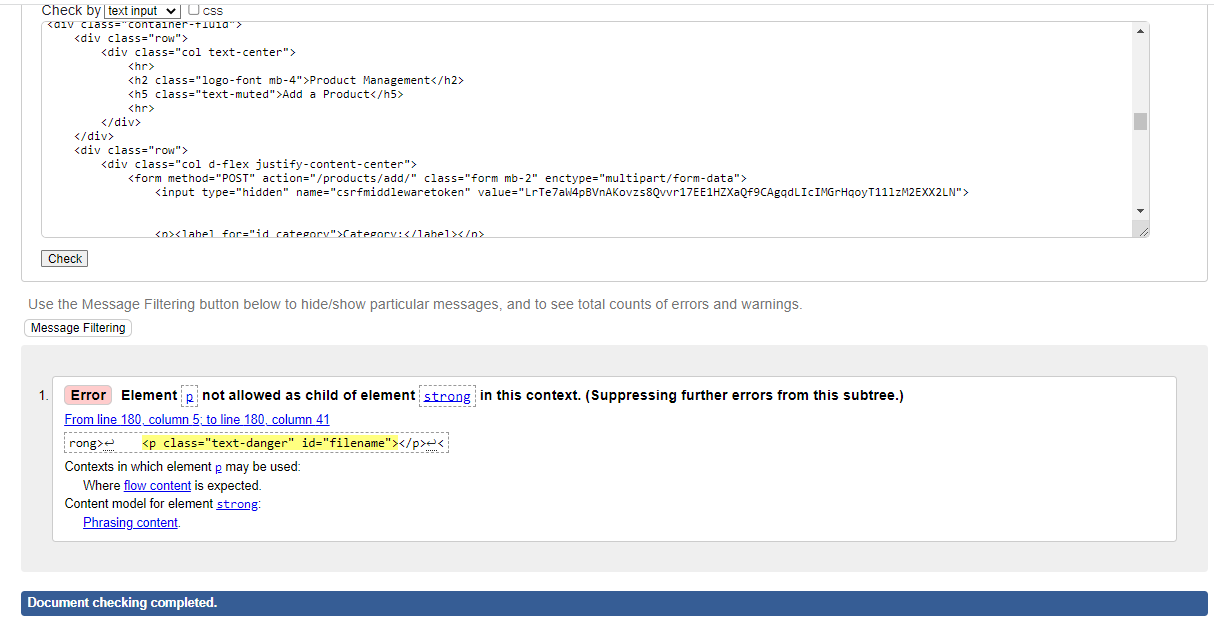 Check by text input css
<div class="container-fluid">
<div class="row">
<div class="col text-center">
<hr>
<h2 class="logo-font mb-4">Product Management</h2>
<h5 class="text-muted">Add a Product</h5>
<hr>
</div>
</div>
<div class="row">
<div class="col d-flex justify-content-center">
<form method="POST" action="/products/add/" class="form mb-2" enctype="multipart/form-data">
<input type="hidden" name="csrfmiddlewaretoken" value="LrTe7aW4pBVnAKovzs8Qvvr17EE1HZXaQf9CAgqdLIcIMGrHqoyT11lzM2EXX2LN">
<p><label for="id_category">Category:</label></p>
Check
Use the Message Filtering button below to hide/show particular messages, and to see total counts of errors and warnings.
Message Filtering
1. Error Element p not allowed as child of element strong in this context. (Suppressing further errors from this subtree.)
From line 180, column 5; to line 180, column 41
rong>↩ <p class="text-danger" id="filename"></p>↩<
Contexts in which element p may be used:
Where flow content is expected.
Content model for element strong:
Phrasing content.
Document checking completed.